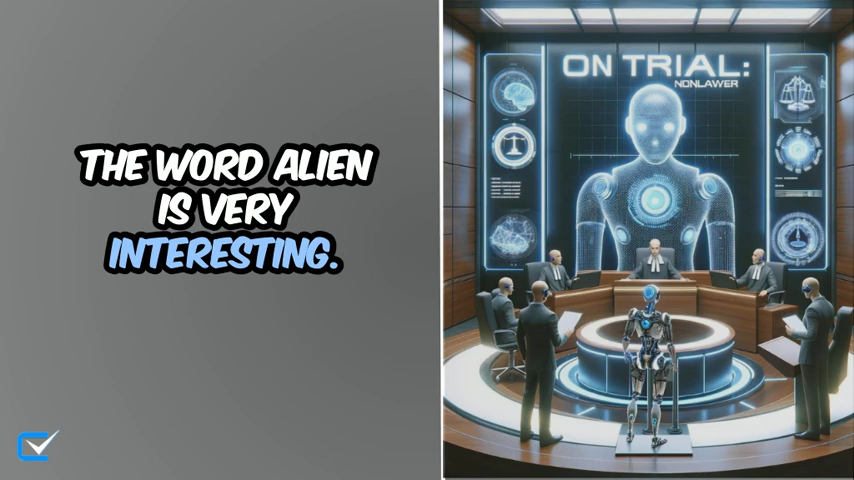 THE WORD ALIEN
IS VERY
INTERESTING.
ON TRIAL:
NONLAWER